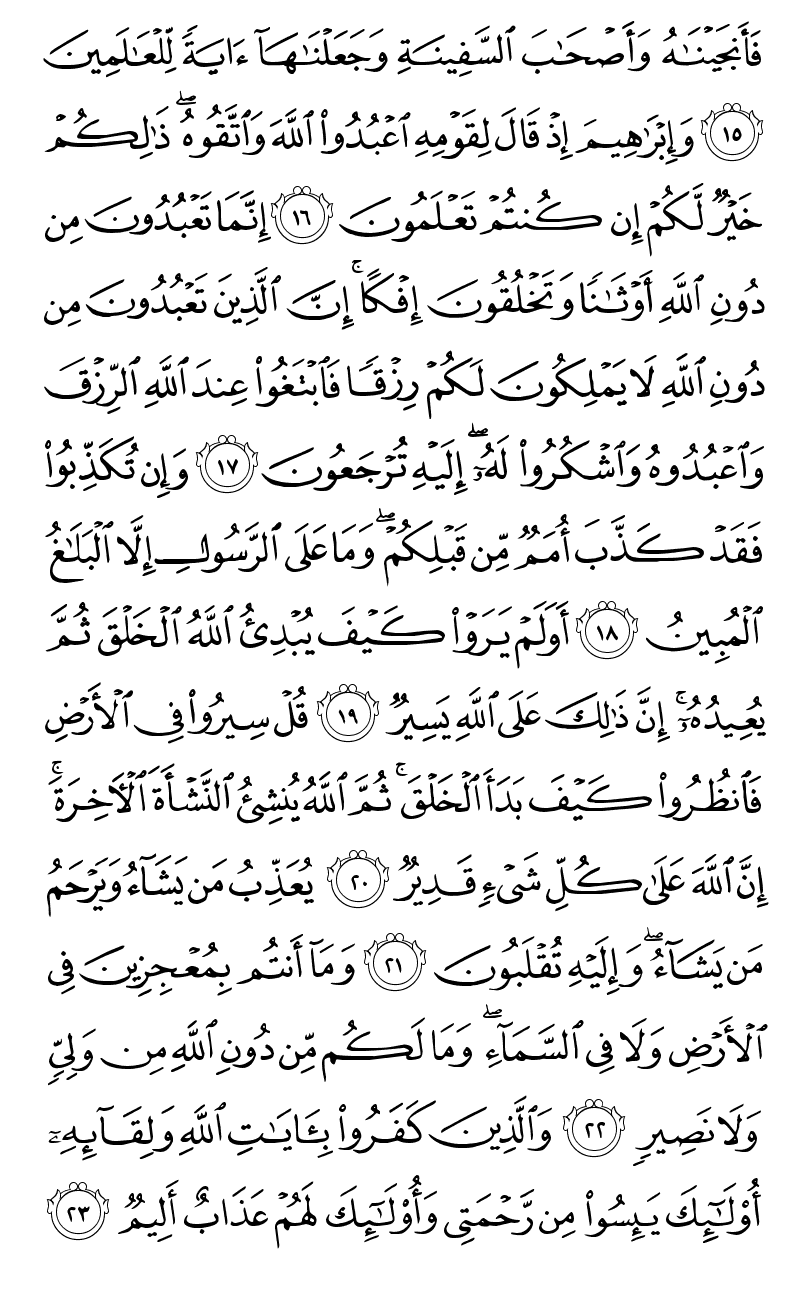 فَأَنجَيۡنَٰهُ وَأَصۡحَٰبَ ٱلسَّفِينَةِ وَجَعَلۡنَٰهَآ ءَايَةٗ لِّلۡعَٰلَمِينَ
١٥ وَإِبۡرَٰهِيمَ إِذۡ قَالَ لِقَوۡمِهِ ٱعۡبُدُواْ ٱللَّهَ وَٱتَّقُوهُۖ ذَٰلِكُمۡ
خَيۡرٞ لَّكُمۡ إِن كُنتُمۡ تَعۡلَمُونَ ١٦ إِنَّمَا تَعۡبُدُونَ مِن
دُونِ ٱللَّهِ أَوۡثَٰنٗا وَتَخۡلُقُونَ إِفۡكًاۚ إِنَّ ٱلَّذِينَ تَعۡبُدُونَ مِن
دُونِ ٱللَّهِ لَا يَمۡلِكُونَ لَكُمۡ رِزۡقٗا فَٱبۡتَغُواْ عِندَ ٱللَّهِ ٱلرِّزۡقَ
وَٱعۡبُدُوهُ وَٱشۡكُرُواْ لَهُۥٓۖ إِلَيۡهِ تُرۡجَعُونَ ١٧ وَإِن تُكَذِّبُواْ
فَقَدۡ كَذَّبَ أُمَمٞ مِّن قَبۡلِكُمۡۖ وَمَا عَلَى ٱلرَّسُولِ إِلَّا ٱلۡبَلَٰغُ
ٱلۡمُبِينُ ١٨ أَوَلَمۡ يَرَوۡاْ كَيۡفَ يُبۡدِئُ ٱللَّهُ ٱلۡخَلۡقَ ثُمَّ
يُعِيدُهُۥٓۚ إِنَّ ذَٰلِكَ عَلَى ٱللَّهِ يَسِيرٞ ١٩ قُلۡ سِيرُواْ فِي ٱلۡأَرۡضِ
فَٱنظُرُواْ كَيۡفَ بَدَأَ ٱلۡخَلۡقَۚ ثُمَّ ٱللَّهُ يُنشِئُ ٱلنَّشۡأَةَ ٱلۡأٓخِرَةَۚ
إِنَّ ٱللَّهَ عَلَىٰ كُلِّ شَيۡءٖ قَدِيرٞ ٢٠ يُعَذِّبُ مَن يَشَآءُ وَيَرۡحَمُ
مَن يَشَآءُۖ وَإِلَيۡهِ تُقۡلَبُونَ ٢١ وَمَآ أَنتُم بِمُعۡجِزِينَ فِي
ٱلۡأَرۡضِ وَلَا فِي ٱلسَّمَآءِۖ وَمَا لَكُم مِّن دُونِ ٱللَّهِ مِن وَلِيّٖ
وَلَا نَصِيرٖ ٢٢ وَٱلَّذِينَ كَفَرُواْ بِـَٔايَٰتِ ٱللَّهِ وَلِقَآئِهِۦٓ
أُوْلَٰٓئِكَ يَئِسُواْ مِن رَّحۡمَتِي وَأُوْلَٰٓئِكَ لَهُمۡ عَذَابٌ أَلِيمٞ ٢٣